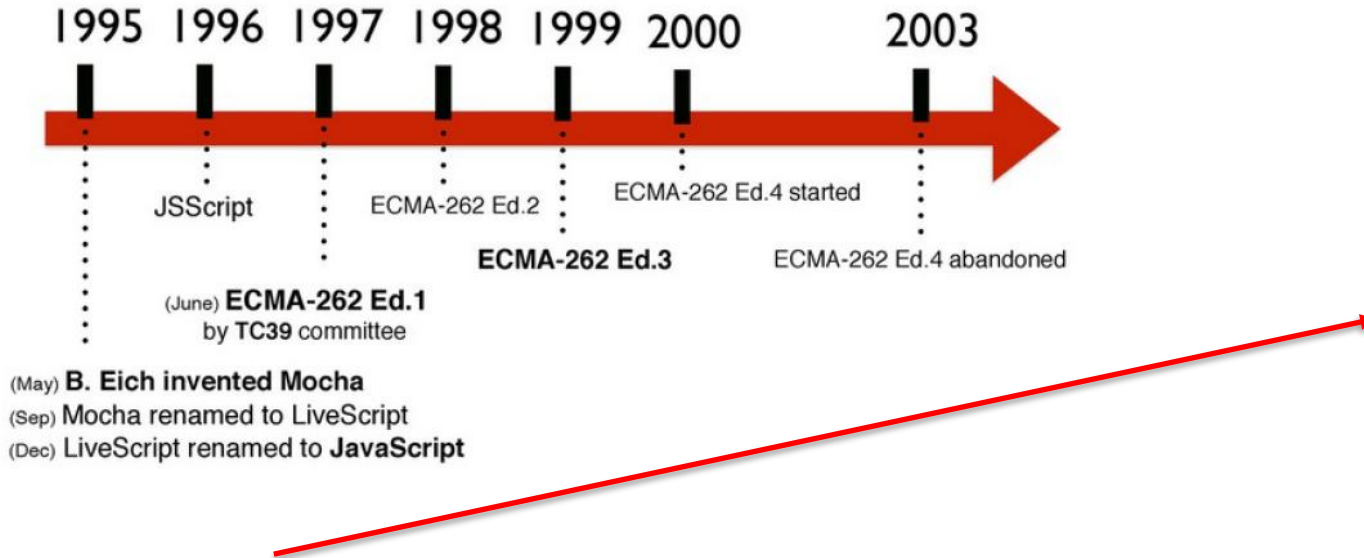 1995 1996 1997 1998 1999 2000 2003
JSScript
ECMA-262 Ed.2
ECMA-262 Ed.4 started
ECMA-262 Ed.3
ECMA-262 Ed.4 abandoned
(June) ECMA-262 Ed.1
by TC39 committee
(May) B. Eich invented Mocha
(Sep) Mocha renamed to LiveScript
(Dec) LiveScript renamed to JavaScript